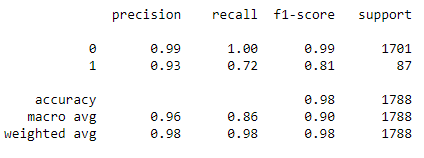 precision recall f1-score support
0 0.99 1.00 0.99 1701
1 0.93 0.72 0.81 87
accuracy 0.98 1788
macro avg 0.96 0.86 0.90 1788
weighted avg 0.98 0.98 0.98 1788